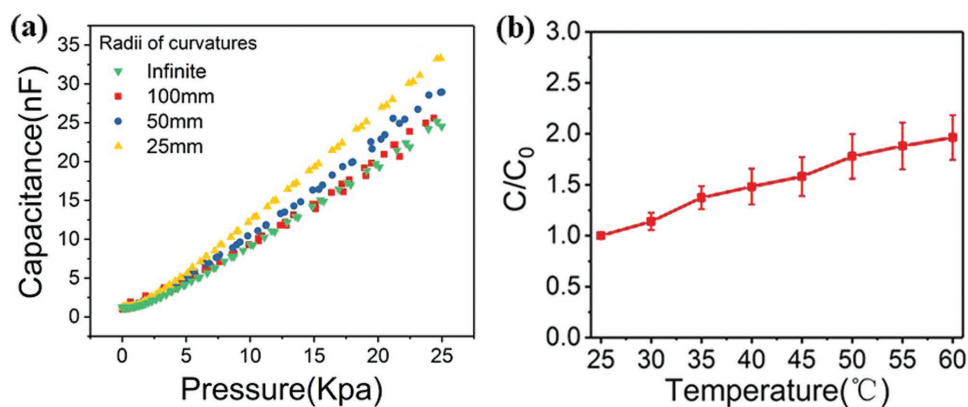 (a)
Capacitance(nF)
35
30
25
20
15
10
5
0
Radii of curvatures
Infinite
100mm
50mm
25mm
0 5 10 15 20 25
Pressure(Kpa)
(b)
C/C0
3.0
2.5
2.0
1.5
1.0
0.5
0.0
25 30 35 40 45 50 55 60
Temperature(℃)